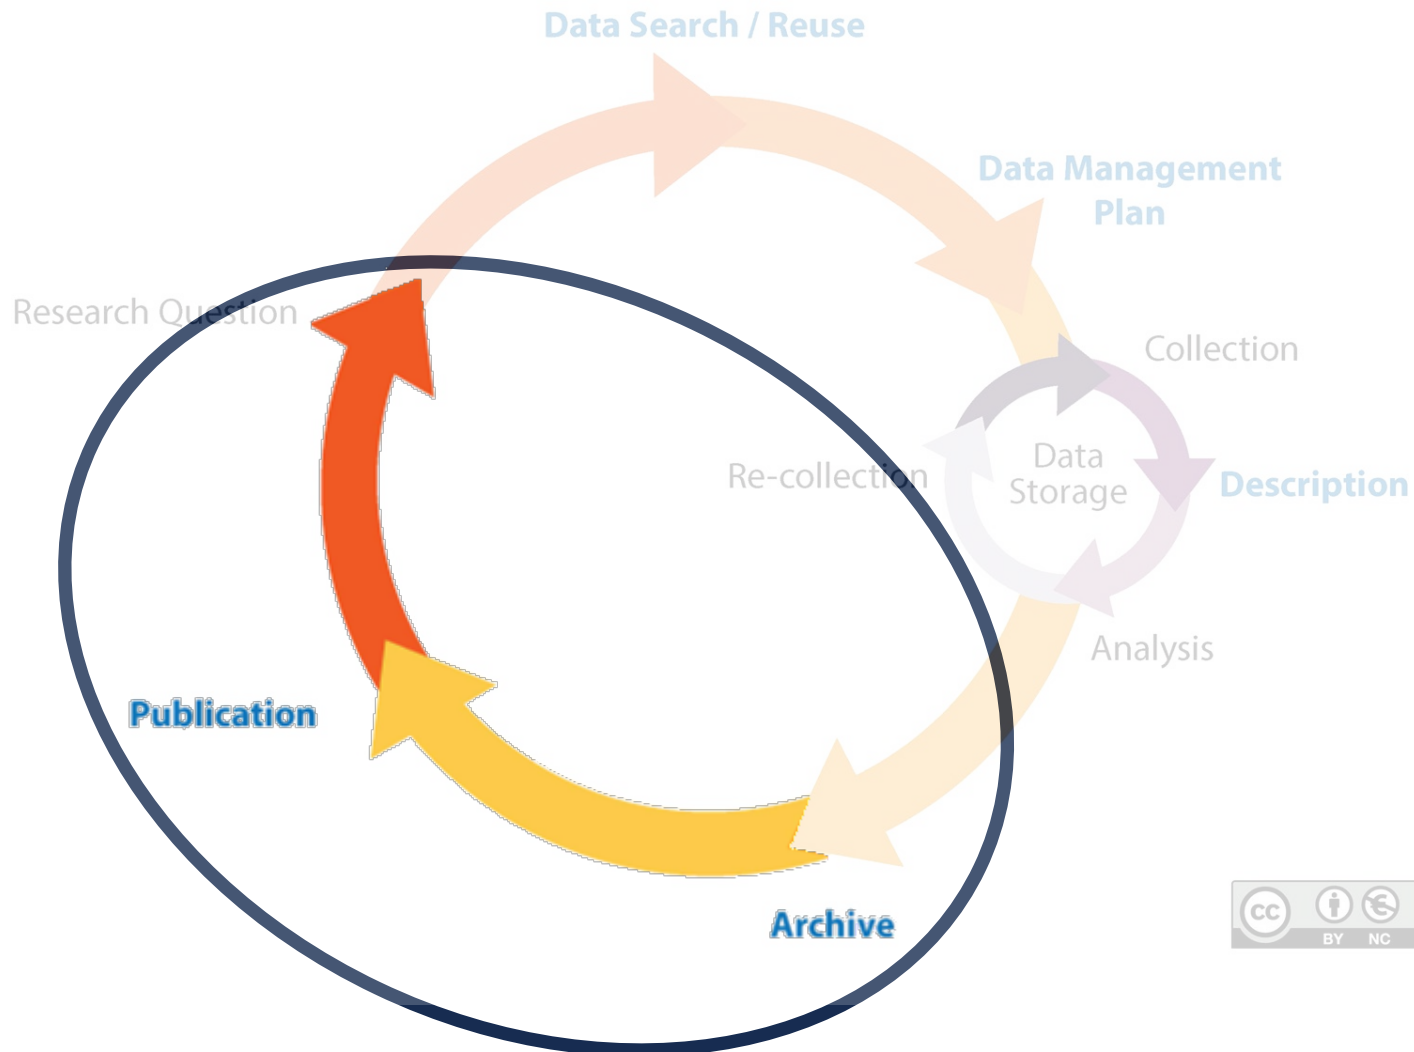 Data Search / Reuse
Data Management
Plan
Research Question
Collection
Re-collection
Data
Storage
Description
Analysis
Publication
Archive
cc
BY NC